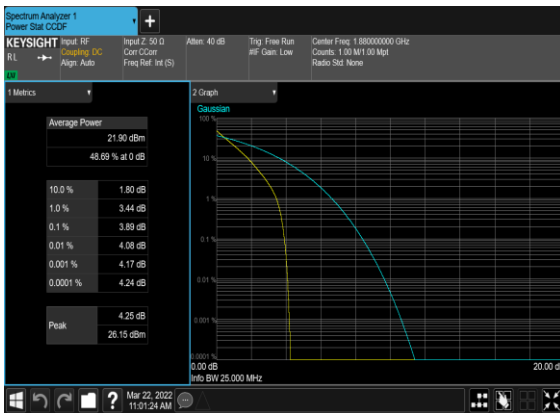 Spectrum Analyzer 1
Power Stat CCDF
KEYSIGHT
RL
LV
Input: RF
Coupling: DC
Align: Auto
Input Z: 50 Ω
Corr CCorr
Freq Ref: Int (S)
Atten: 40 dB
Trig: Free Run
#IF Gain: Low
Center Freq: 1.880000000 GHz
Counts: 1.00 M/1.00 Mpt
Radio Std: None
1 Metrics
Average Power
21.90 dBm
48.69 % at 0 dB
10.0 % 1.80 dB
1.0 % 3.44 dB
0.1 % 3.89 dB
0.01 % 4.08 dB
0.001 % 4.17 dB
0.0001 % 4.24 dB
Peak
4.25 dB
26.15 dBm
2 Graph
Gaussian
100 %
10 %
1 %
0.1 %
0.01 %
0.001 %
0.0001 %
0.00 dB
20.00 d
Info BW 25.000 MHz
Mar 22, 2022
11:01:24 AM